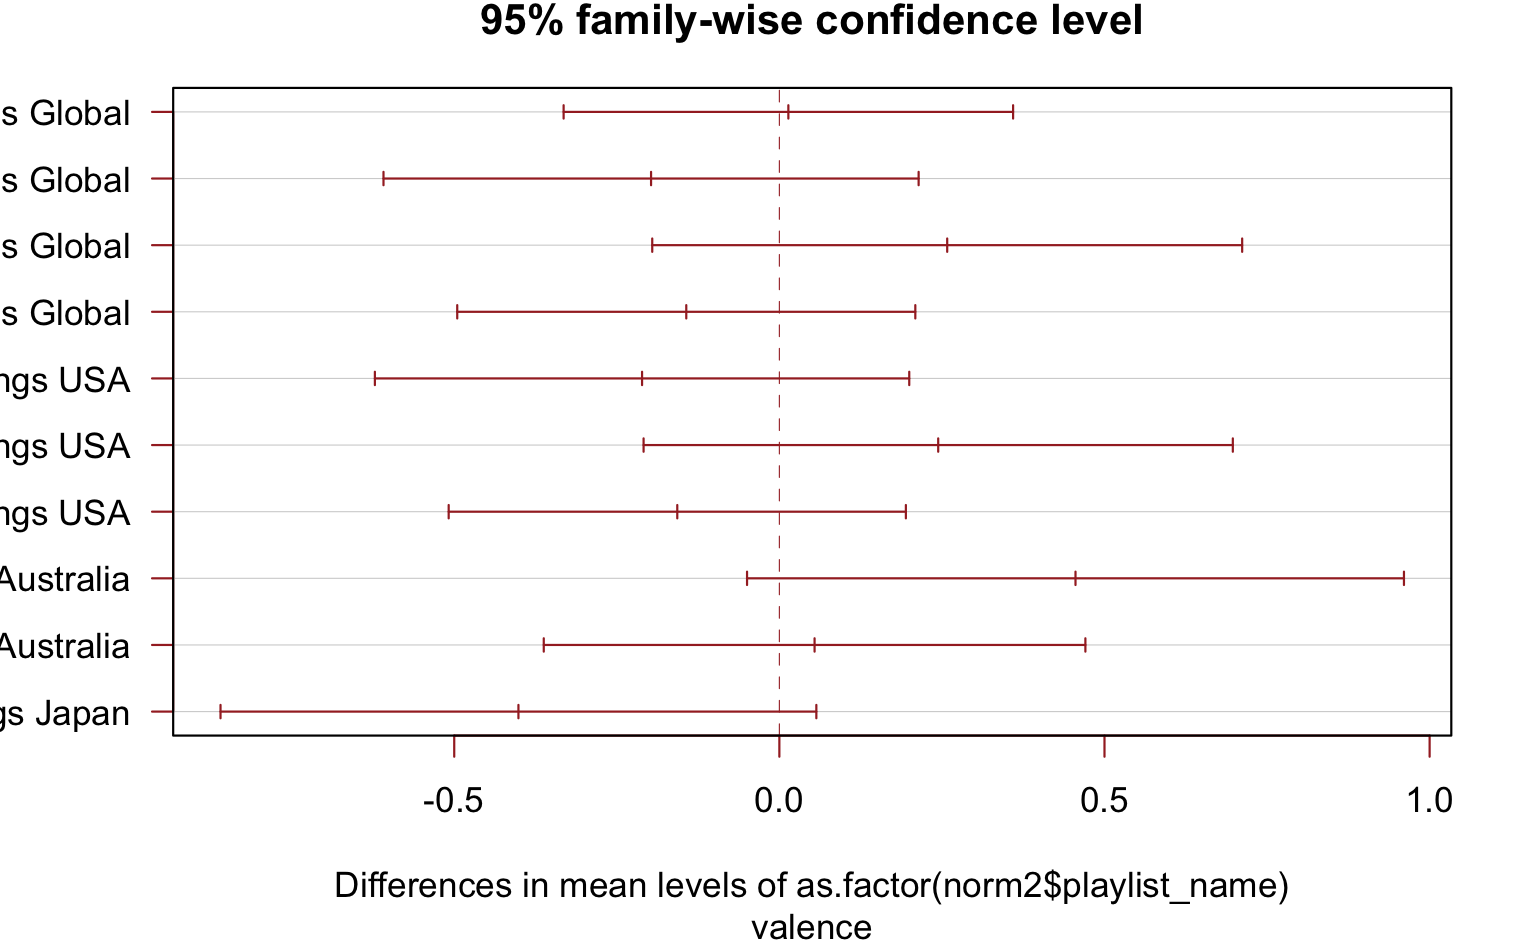 95% family-wise confidence level
s Global
s Global
s Global
s Global
ngs USA
ngs USA
ngs USA
Australia
Australia
gs Japan
-0.5 0.0 0.5 1.0
Differences in mean levels of as.factor(norm2$playlist_name)
valence